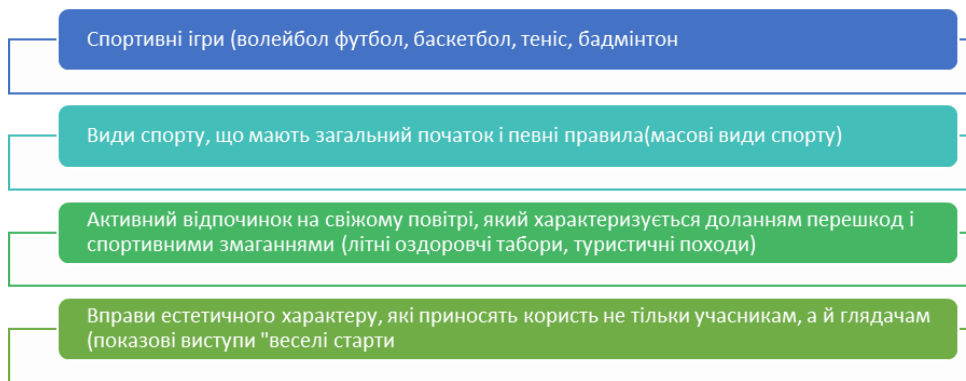 Спортивні ігри (волейбол футбол, баскетбол, теніс, бадмінтон
Види спорту, що мають загальний початок і певні правила(масові види спорту)
Активний відпочинок на свіжому повітрі, який характеризується доланням перешкод і
спортивними змаганнями (літні оздоровчі табори, туристичні походи)
Вправи естетичного характеру, які приносять користь не тільки учасникам, а й глядачам
(показові виступи "веселі старти